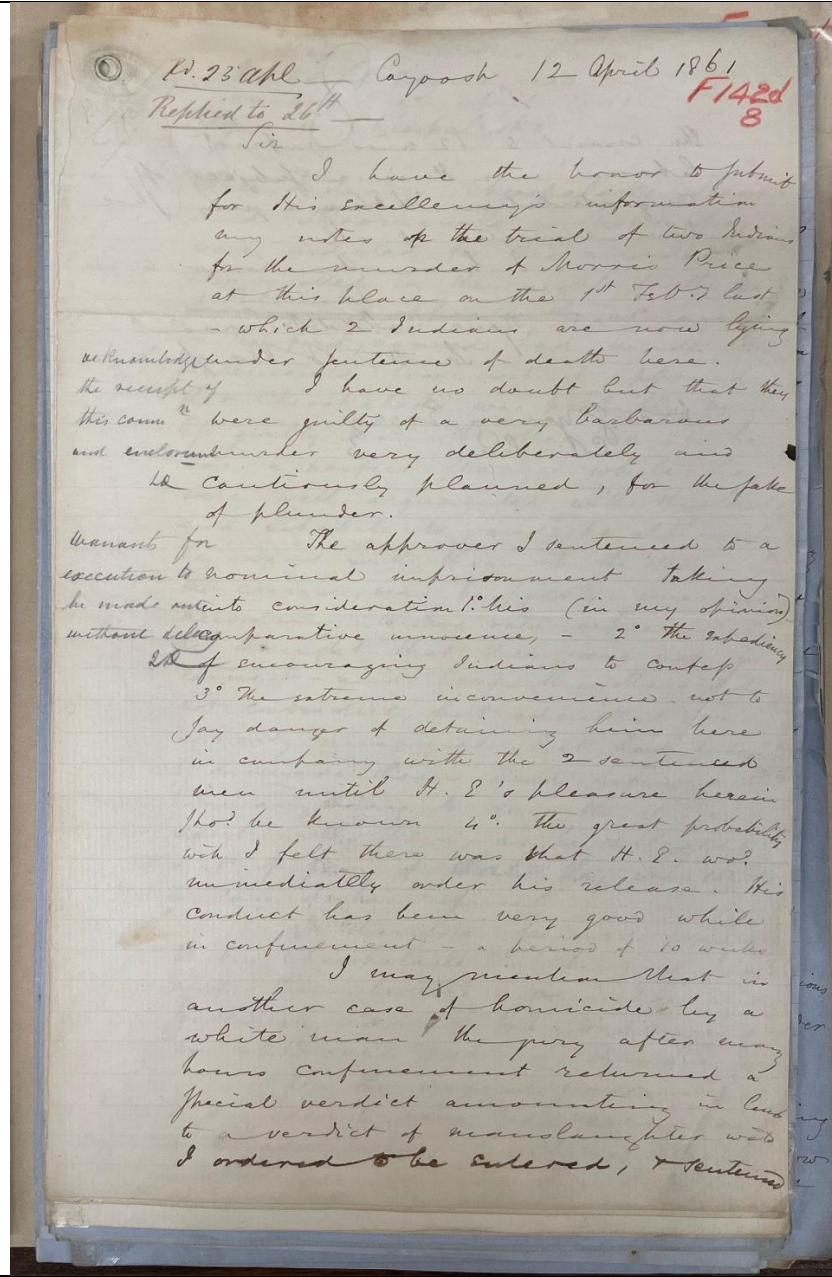 Rd. 23 Apl — Cayoosh 12 April 1861
F142d
8
Replied to 26th —
Sir
I have the honor to submit
for His Excellency's information
my notes of the trial of two Indians
for the murder of Morris Price
at this place on the 1st Feby last
- which 2 Indians are now lying
under sentence of death here.
I have no doubt but that they
were guilty of a very barbarous
murder very deliberately and
cautiously planned, for the sake
of plunder.
acknowledge
the receipt of
this commn
and enclosure
The approver I sentenced to a
nominal imprisonment taking
into consideration 1° his (in my opinion)
comparative innocence, - 2° the expediency
of encouraging Indians to confess
3° The extreme inconvenience not to
say danger of detaining him here
in company with the 2 sentenced
men until H. E's pleasure herein
shod. be known 4°. the great probability
wch I felt there was that H. E. wod.
immediately order his release. His
conduct has been very good while
in confinement - a period of 10 weeks
warrants for
execution to
be made out
without delay
I may mention that in
another case of homicide by a
white man the jury after many
hours confinement returned a
special verdict amounting in law
to a verdict of manslaughter wch
I ordered to be entered, & sentenced